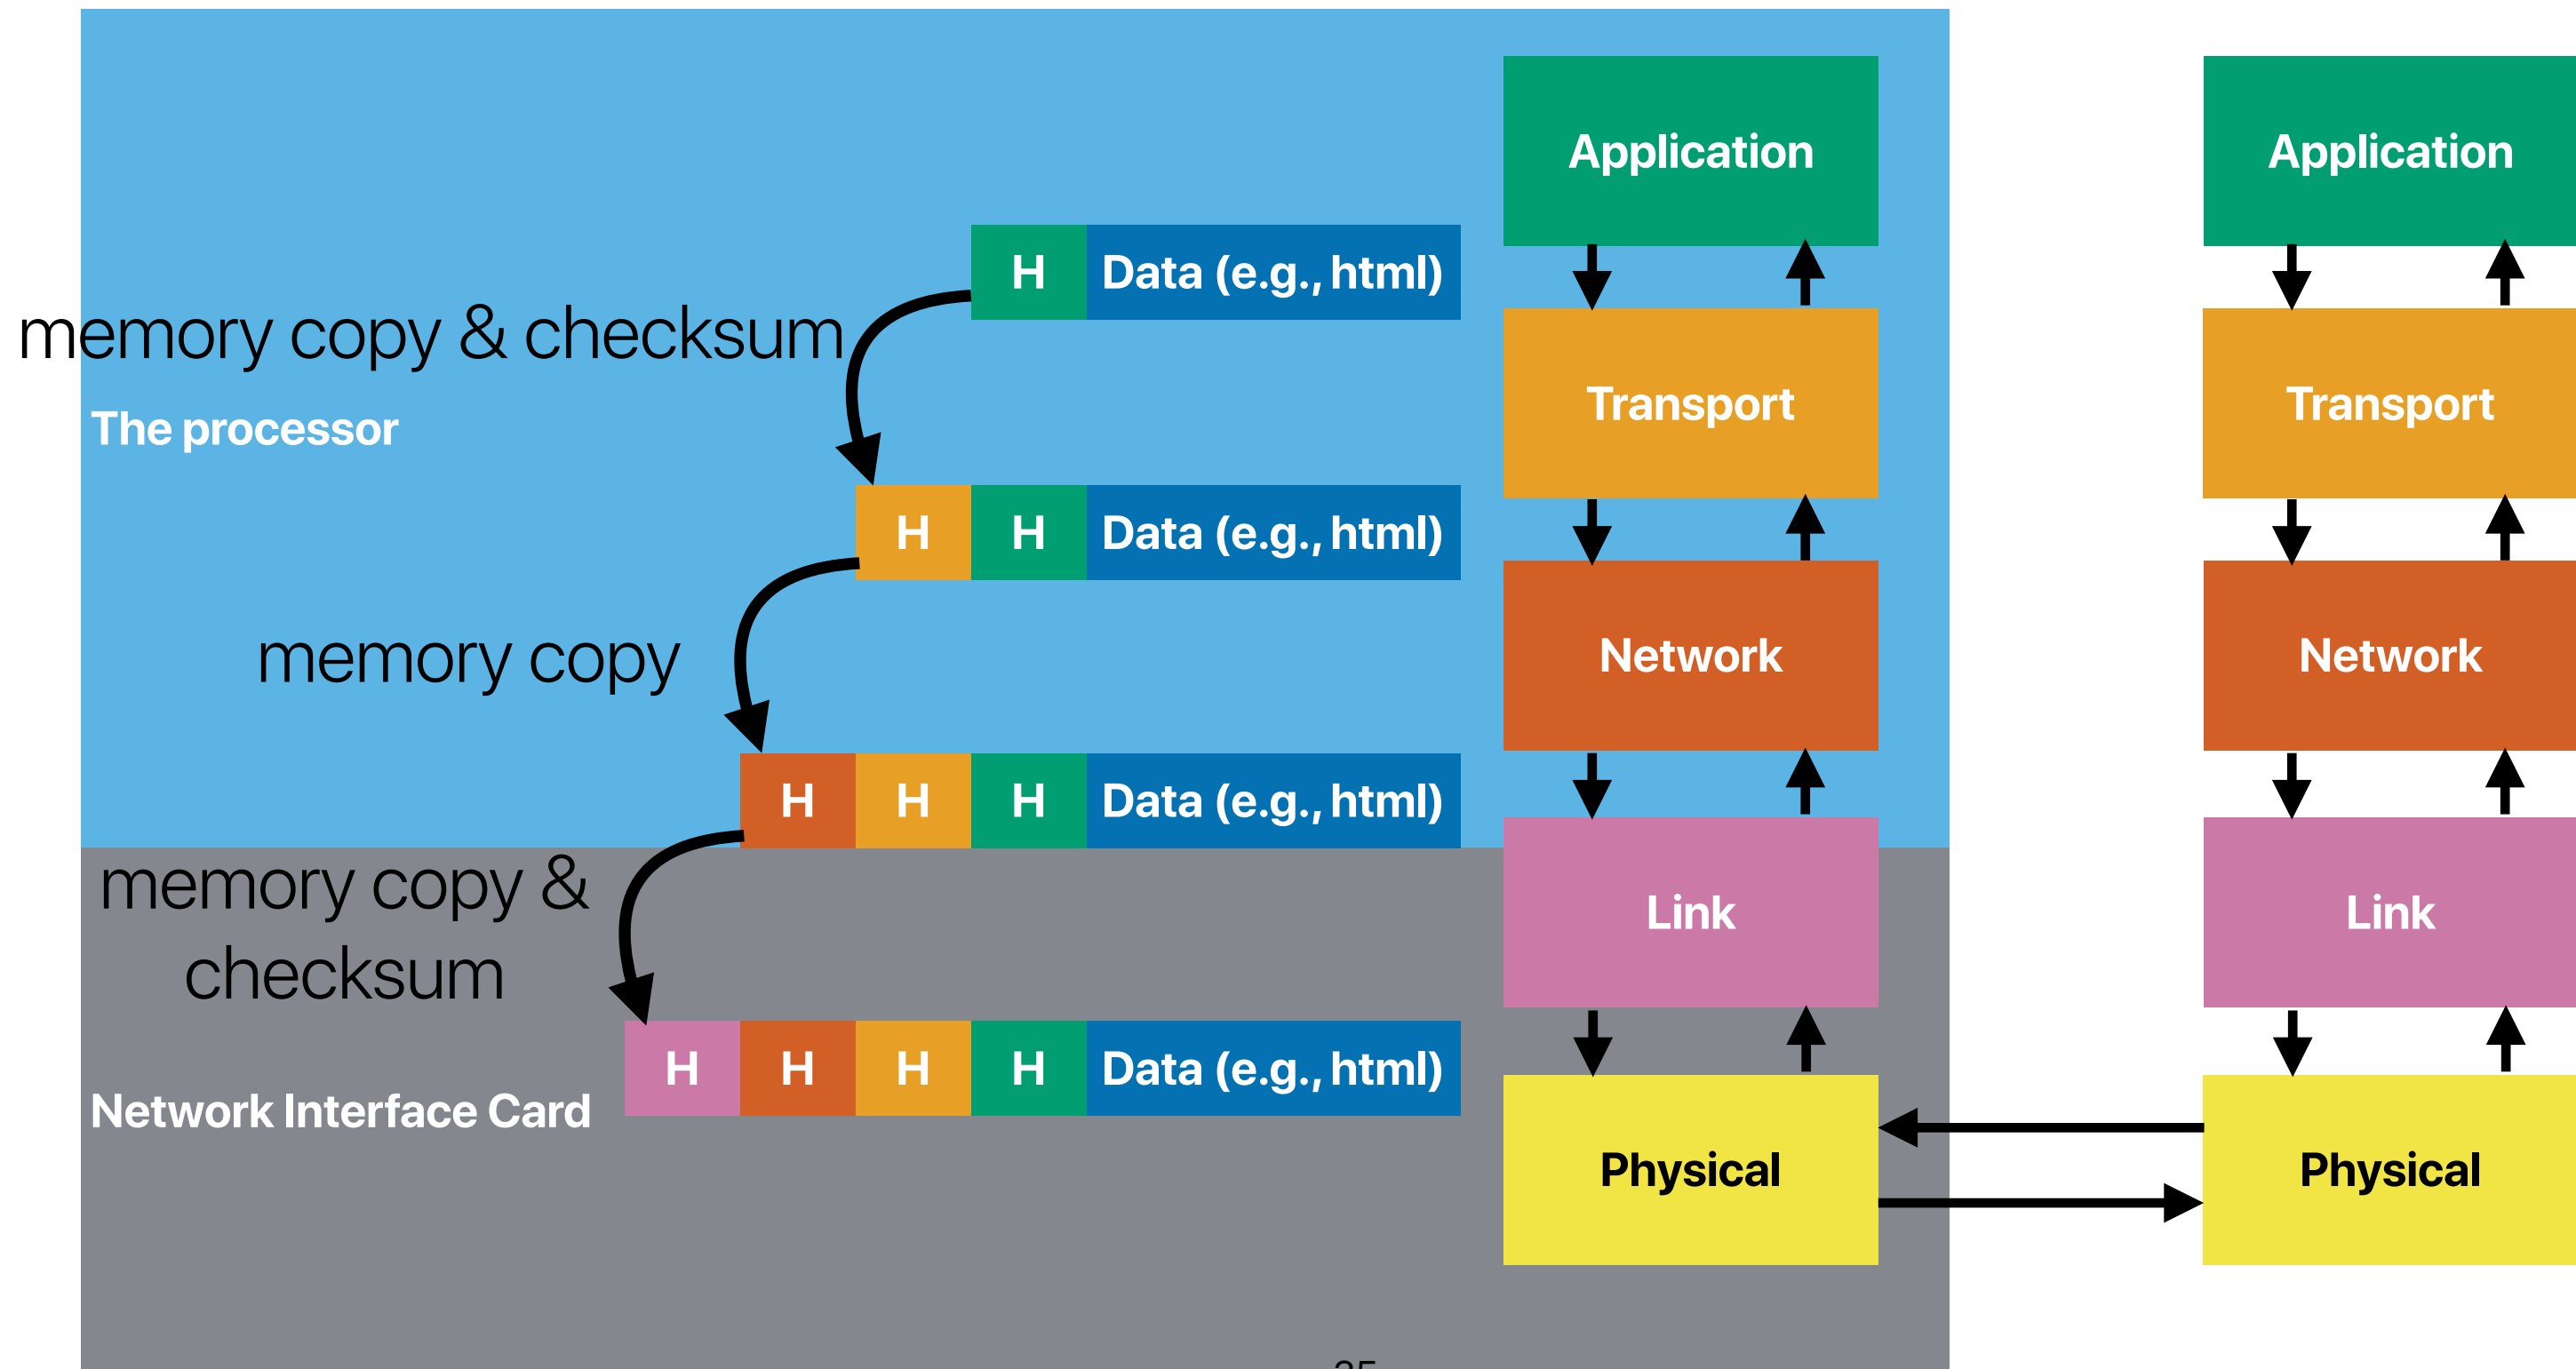 Application
Application
H Data (e.g., html)
memory copy & checksum
The processor
Transport
Transport
H H Data (e.g., html)
memory copy
Network
Network
H H H Data (e.g., html)
memory copy &
checksum
Link
Link
H H H H Data (e.g., html)
Network Interface Card
Physical
Physical